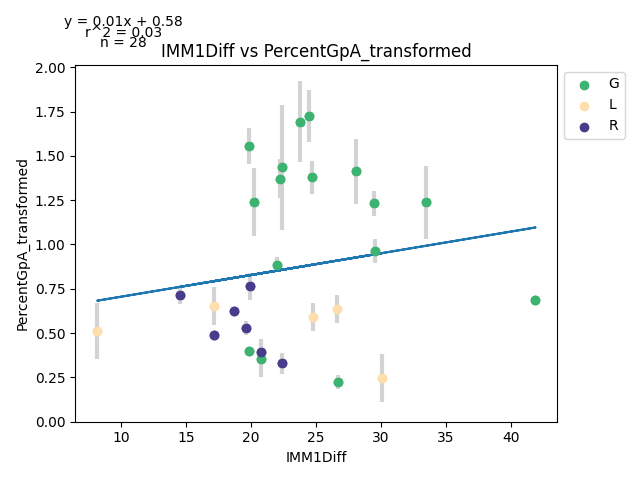 y = 0.01x + 0.58
r^2 = 0.03
n = 28
IMM1Diff vs PercentGpA_transformed
2.00
1.75
1.50
1.25
1.00
0.75
0.50
0.25
0.00
PercentGpA_transformed
10 15 20 25 30 35 40
IMM1Diff
G
L
R